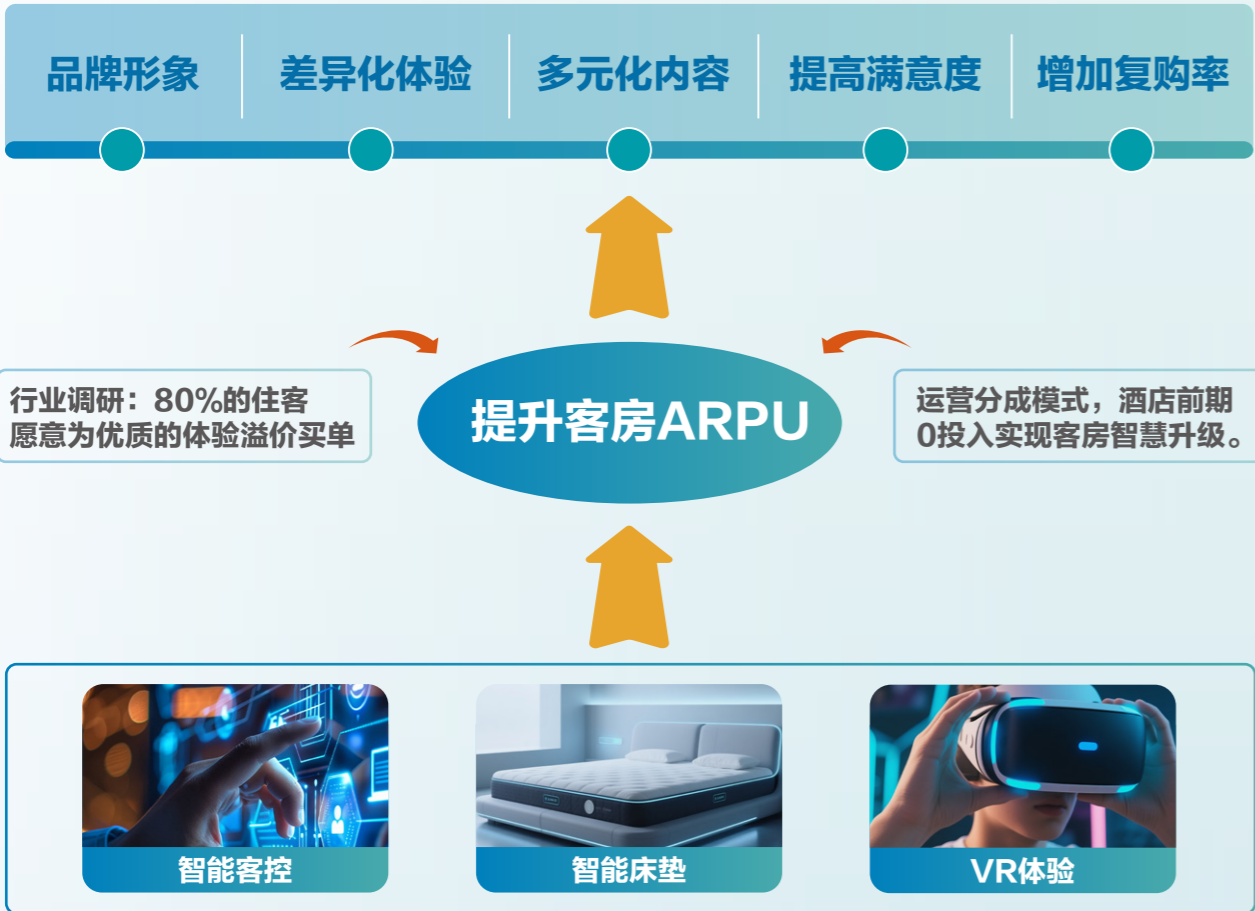 品牌形象
差异化体验
多元化内容
提高满意度
增加复购率
行业调研：80%的住客
愿意为优质的体验溢价买单
提升客房ARPU
运营分成模式，酒店前期
0投入实现客房智慧升级。
智能客控
智能床垫
VR体验